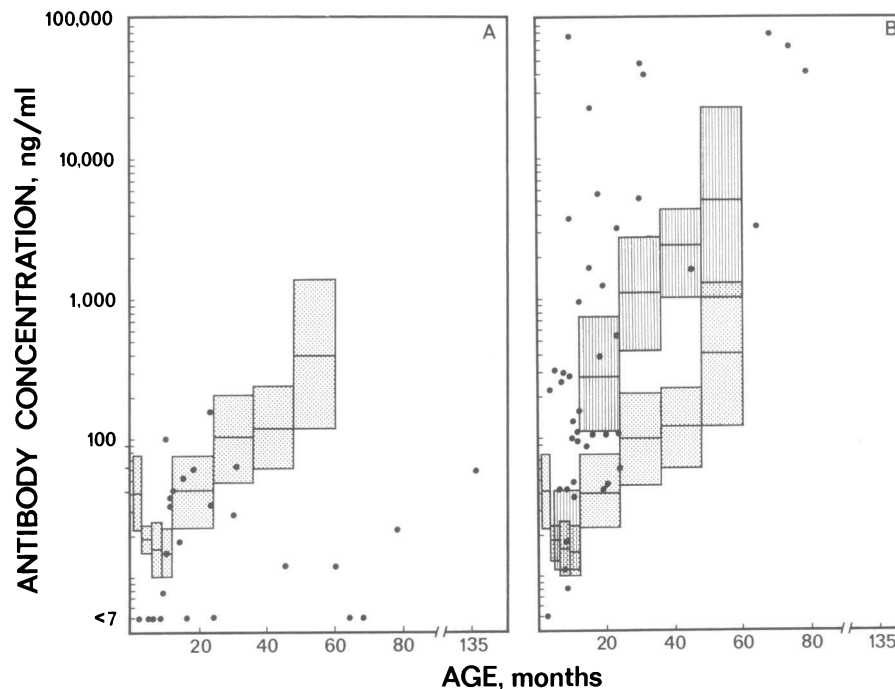 A
B
ANTIBODY CONCENTRATION, ng/ml
100,000
10,000
1,000
100
<7
20 40 60 80 135
20 40 60 80 135
AGE, months